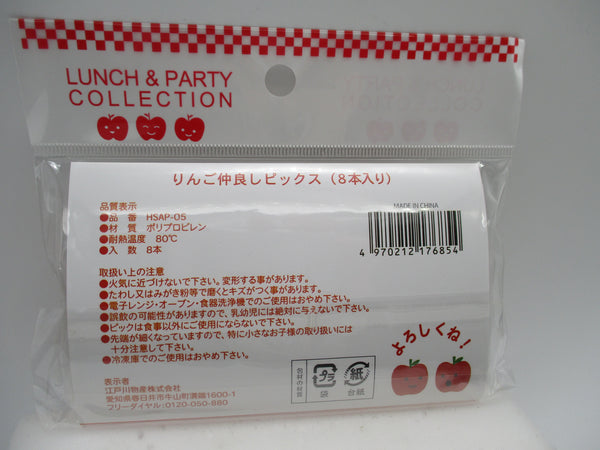 LUNCH & PARTY
COLLECTION
りんご仲良しピックス（8本入り）
品質表示
●品　番　HSAP-05
●材　質　ポリプロピレン
●耐熱温度　80℃
●入　数　8本
MADE IN CHINA
4 970212 176854
取扱い上の注意
●火気に近づけないで下さい。変形する事があります。
●たわし又はみがき粉等で磨くとキズがつく事があります。
●電子レンジ・オーブン・食器洗浄機でのご使用はおやめ下さい。
●誤飲の可能性がありますので、乳幼児には絶対に与えないで下さい。
●ピックは食事以外にご使用にならないで下さい。
●先端が細くなっていますので、特に小さなお子様の取り扱いには
十分注意して下さい。
●冷凍庫でのご使用はおやめ下さい。
よろしくね！
表示者
江戸川物産株式会社
愛知県春日井市牛山町濁池1600-1
フリーダイヤル:0120-050-880
プラ
袋
紙
台紙